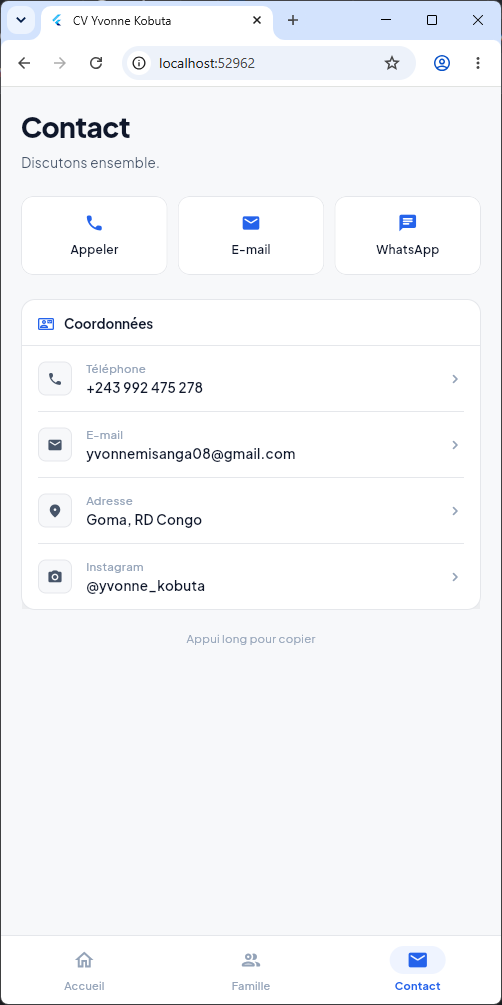 CV Yvonne Kobuta
localhost:52962
Contact
Discutons ensemble.
Appeler
E-mail
WhatsApp
Coordonnées
Téléphone
+243 992 475 278
E-mail
yvonnemisanga08@gmail.com
Adresse
Goma, RD Congo
Instagram
@yvonne_kobuta
Appui long pour copier
Accueil
Famille
Contact